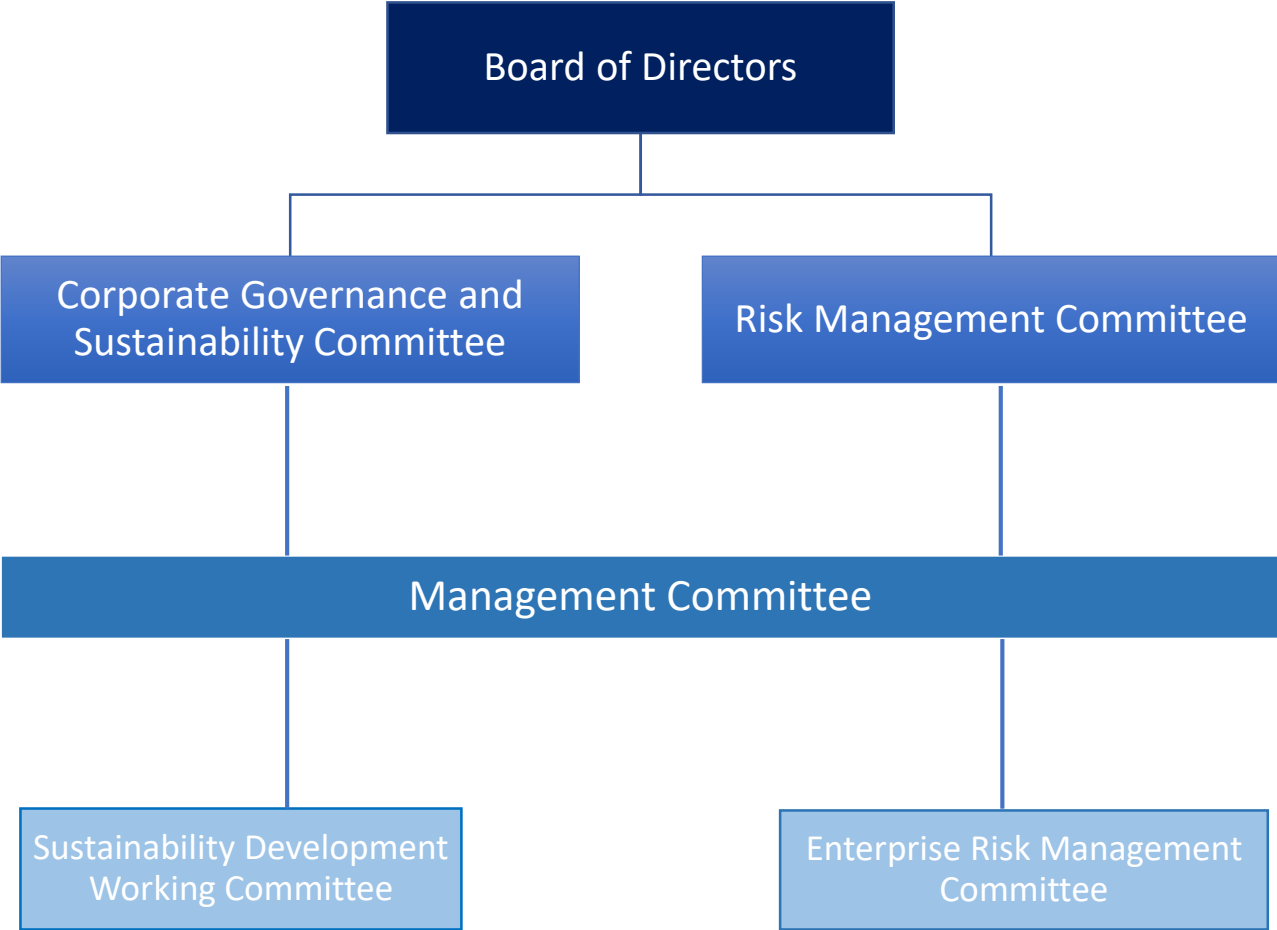 Board of Directors
Corporate Governance and
Sustainability Committee
Risk Management Committee
Management Committee
Sustainability Development
Working Committee
Enterprise Risk Management
Committee